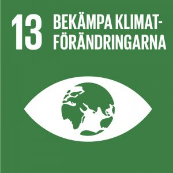 13 BEKÄMPA KLIMAT-
FÖRÄNDRINGARNA